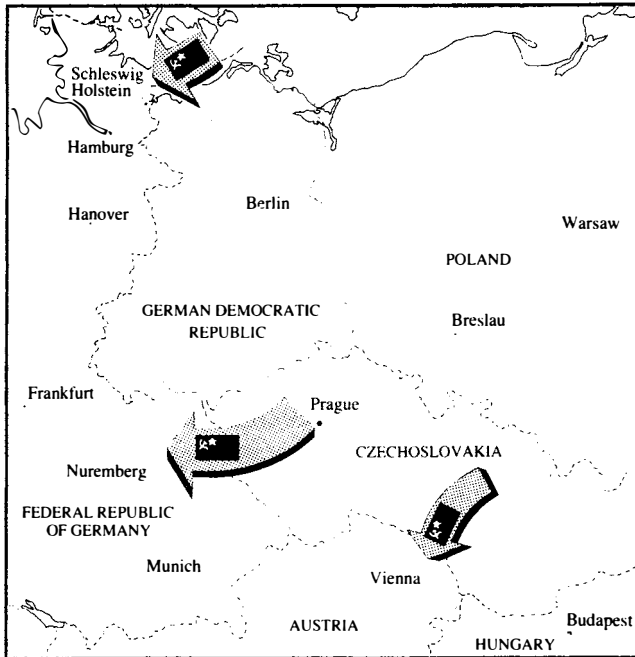 Schleswig
Holstein
Hamburg
Hanover
Berlin
Warsaw
POLAND
GERMAN DEMOCRATIC
REPUBLIC
Breslau
Frankfurt
Prague
CZECHOSLOVAKIA
Nuremberg
FEDERAL REPUBLIC
OF GERMANY
Munich
Vienna
AUSTRIA
Budapest
HUNGARY